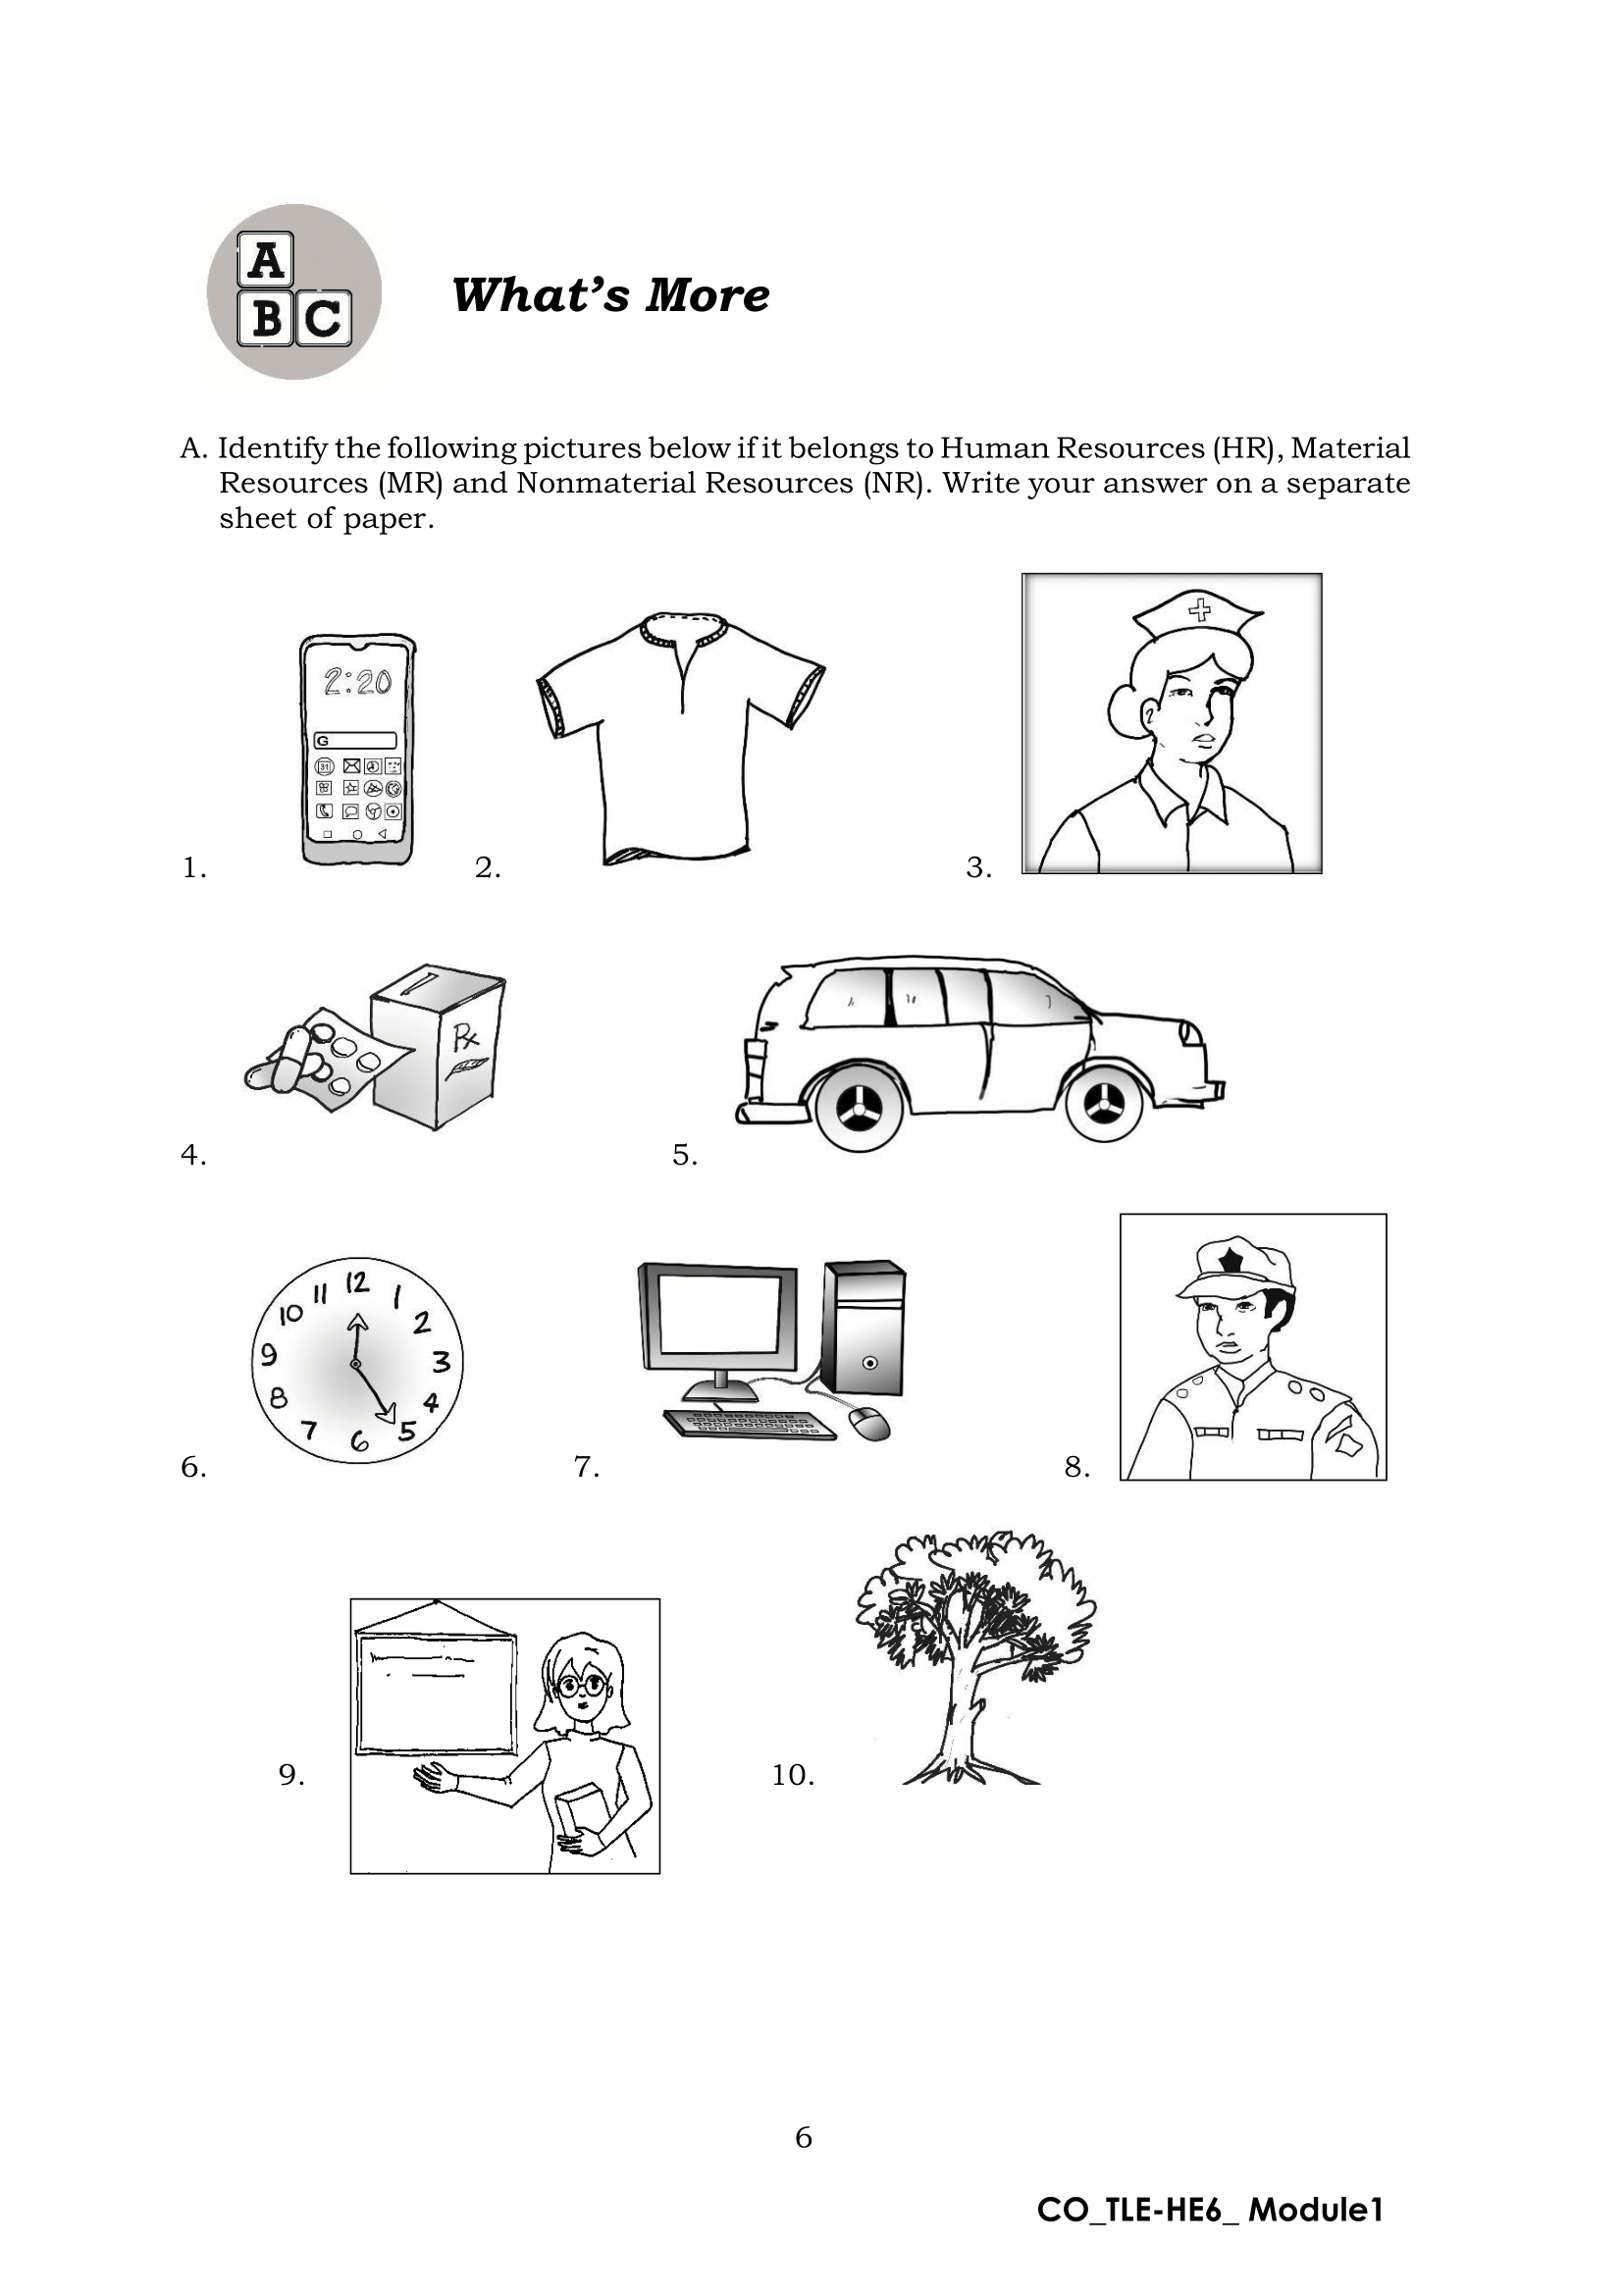 A
B C
What's More
A. Identify the following pictures below if it belongs to Human Resources (HR), Material
Resources (MR) and Nonmaterial Resources (NR). Write your answer on a separate
sheet of paper.
2:20
G
31
1.
2.
3.
Rx
4.
5.
12
11
1
10
2
9
3
8
4
7
5
6
6.
7.
8.
9.
10.
6
CO_TLE-HE6_ Module1